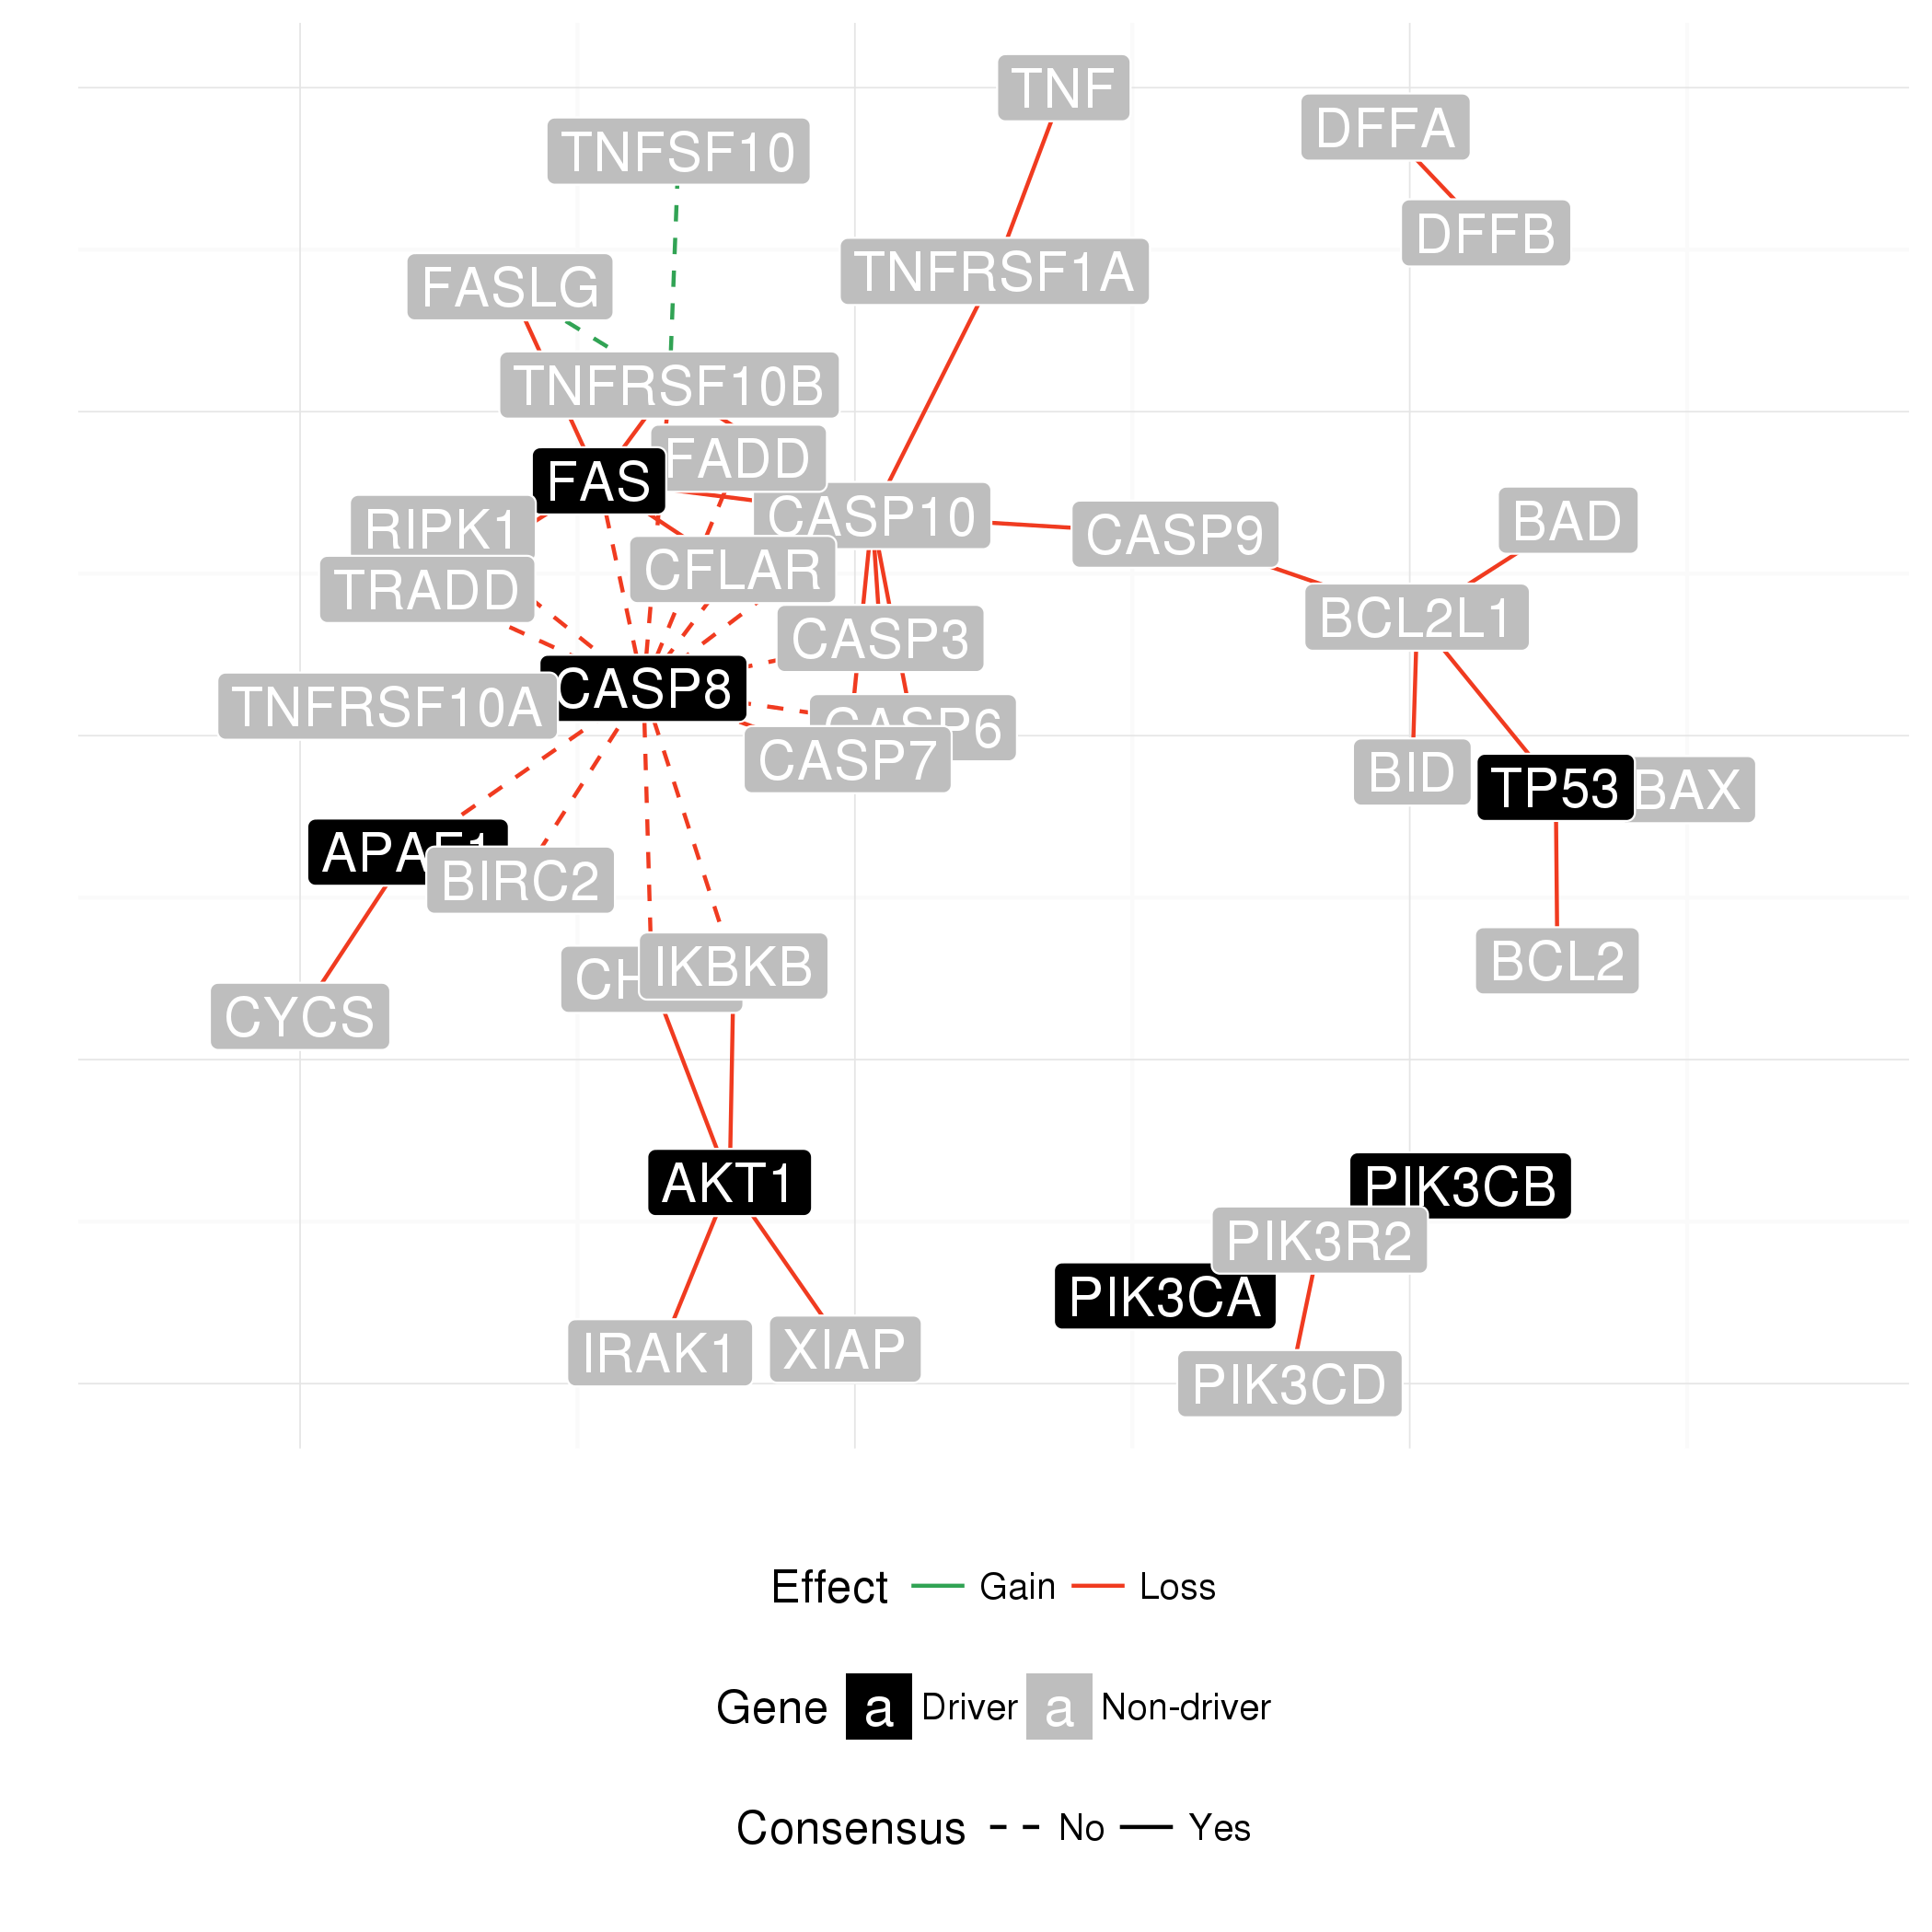 TNF
DFFA
TNFSF10
DFFB
TNFRSF1A
FASLG
TNFRSF10B
FADD
FAS
CASP10
BAD
RIPK1
CASP9
CFLAR
TRADD
BCL2L1
CASP3
CASP8
TNFRSF10A
CASP6
CASP7
BID
TP53
BAX
APAF1
BIRC2
BCL2
IKBKB
CYCS
AKT1
PIK3CB
PIK3R2
PIK3CA
IRAK1
XIAP
PIK3CD
Effect Gain Loss
Gene a Driver a Non-driver
Consensus No Yes